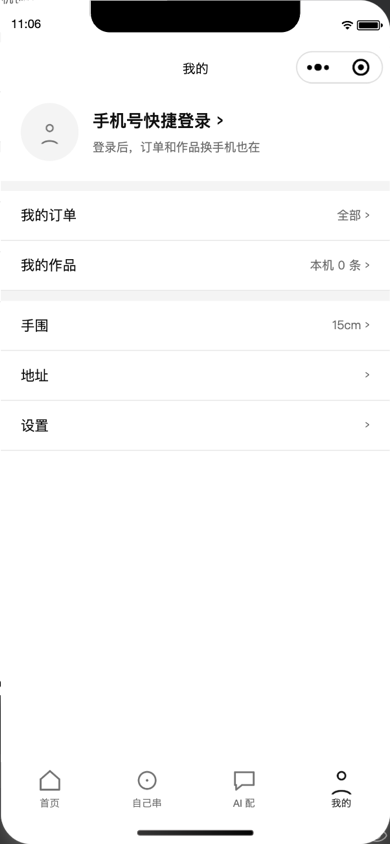 11:06
我的
手机号快捷登录 >
登录后，订单和作品换手机也在
我的订单 全部 >
我的作品 本机 0 条 >
手围 15cm >
地址 >
设置 >
首页 自己串 AI 配 我的